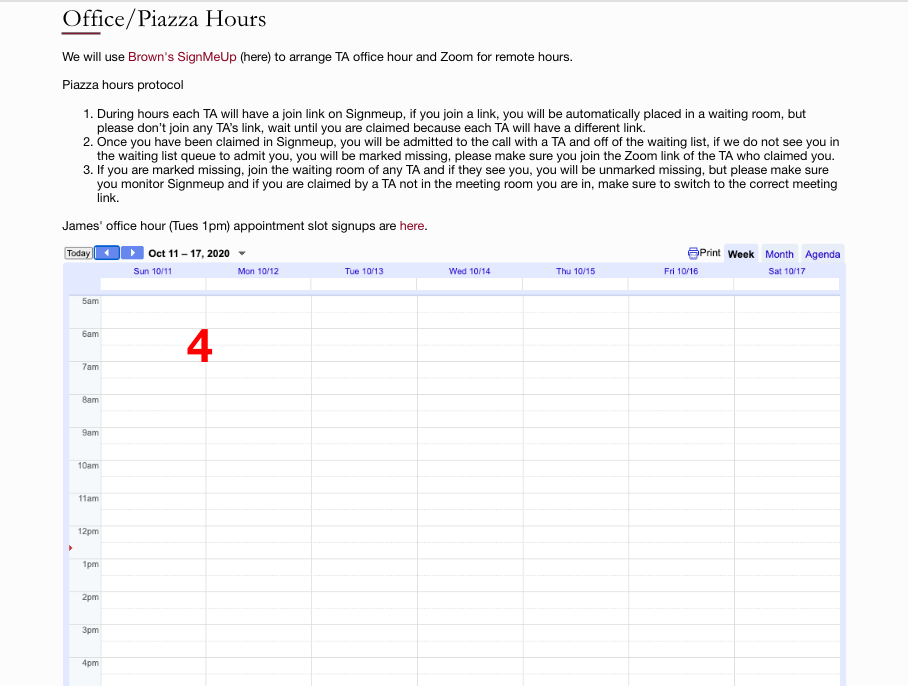 Office/Piazza Hours
We will use Brown's SignMeUp (here) to arrange TA office hour and Zoom for remote hours.
Piazza hours protocol
1. During hours each TA will have a join link on Signmeup, if you join a link, you will be automatically placed in a waiting room, but
please don't join any TA's link, wait until you are claimed because each TA will have a different link.
2. Once you have been claimed in Signmeup, you will be admitted to the call with a TA and off of the waiting list, if we do not see you in
the waiting list queue to admit you, you will be marked missing, please make sure you join the Zoom link of the TA who claimed you.
3. If you are marked missing, join the waiting room of any TA and if they see you, you will be unmarked missing, but please make sure
you monitor Signmeup and if you are claimed by a TA not in the meeting room you are in, make sure to switch to the correct meeting
link.
James' office hour (Tues 1pm) appointment slot signups are here.
Today Oct 11 – 17, 2020 Print Week Month Agenda
Sun 10/11 Mon 10/12 Tue 10/13 Wed 10/14 Thu 10/15 Fri 10/16 Sat 10/17
5am
6am
4
7am
8am
9am
10am
11am
12pm
1pm
2pm
3pm
4pm